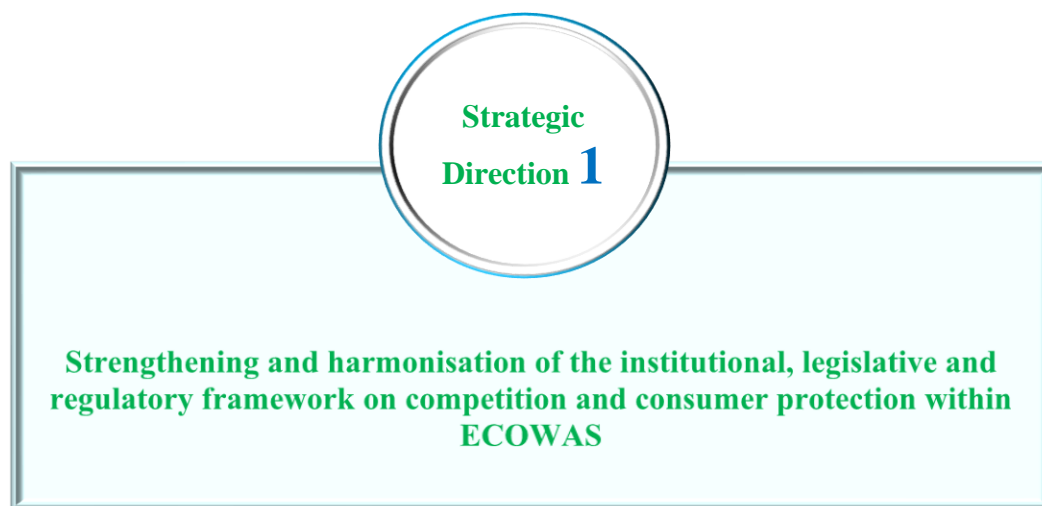 Strategic
Direction 1
Strengthening and harmonisation of the institutional, legislative and
regulatory framework on competition and consumer protection within
ECOWAS